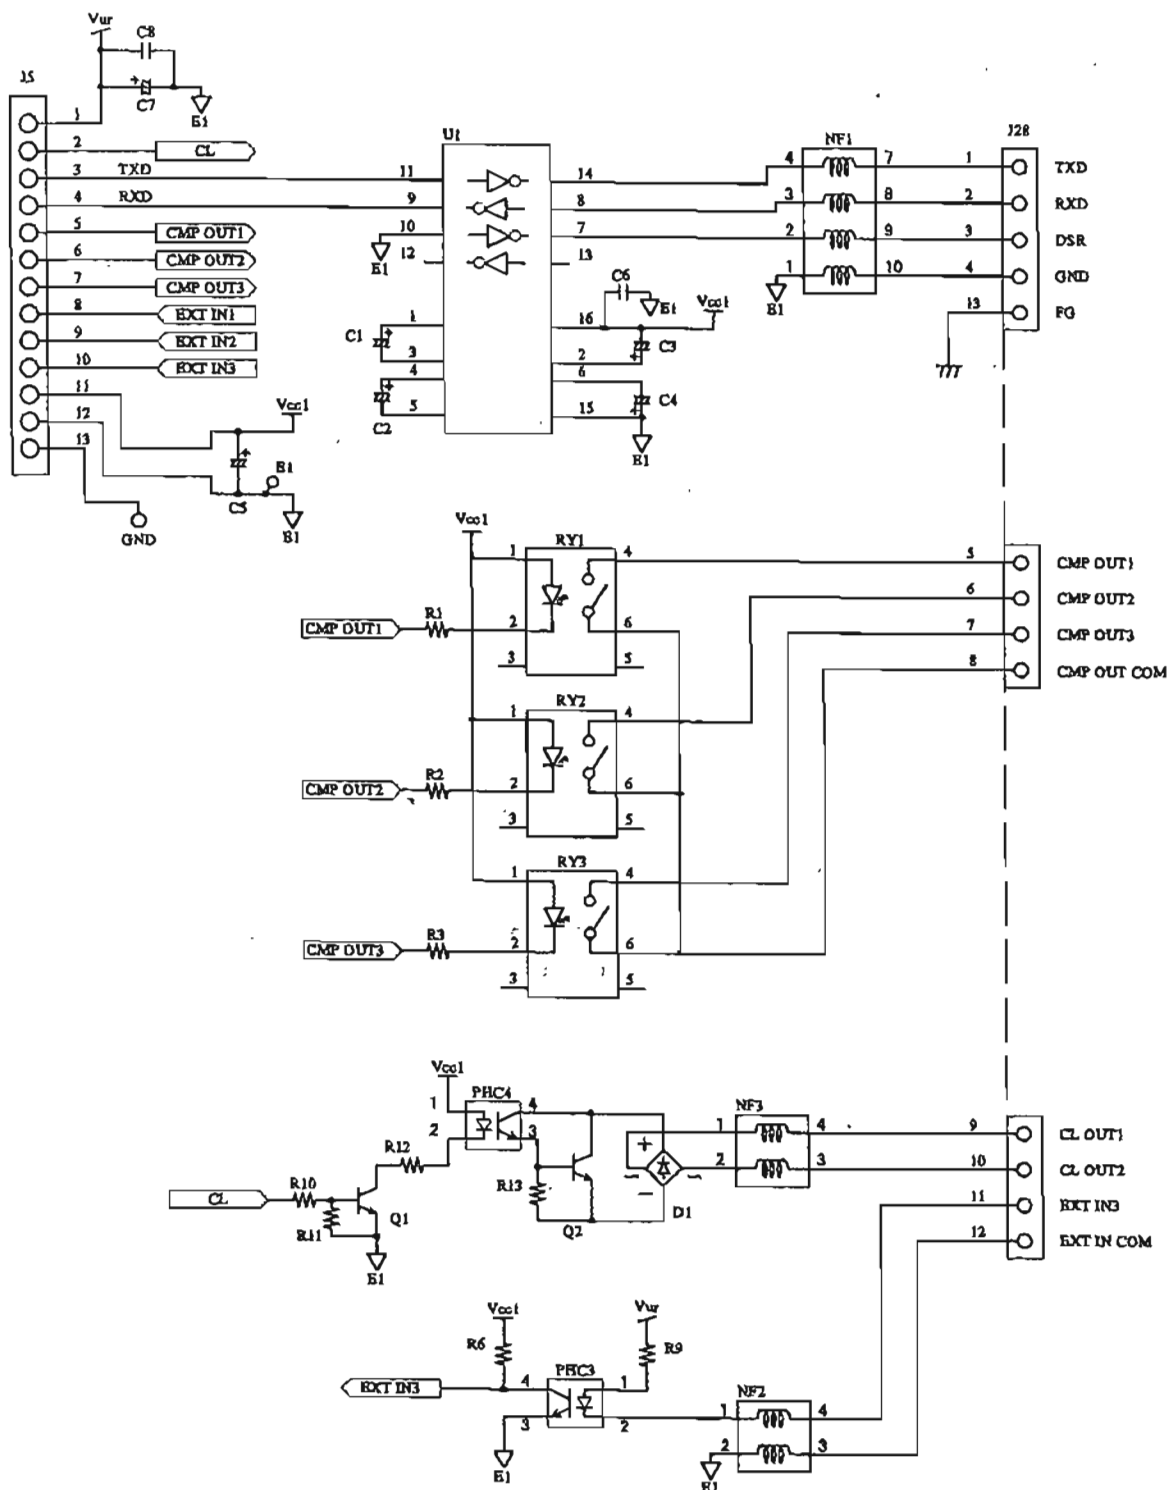 Vur
C8
J5
C7
E1
1
2
CL
3
TXD
4
RXD
5
CMP OUT1
6
CMP OUT2
7
CMP OUT3
8
EXT IN1
9
EXT IN2
10
EXT IN3
11
12
13
Vcc1
E1
C5
E1
GND
U1
11
14
9
8
10
7
E1
12
13
C1
1
3
4
C2
5
16
C6
E1
Vcc1
2
C3
6
C4
15
E1
NF1
4
7
3
8
2
9
1
10
E1
J28
1
TXD
2
RXD
3
DSR
4
GND
13
FG
Vcc1
RY1
1
4
CMP OUT1
R1
2
6
3
5
RY2
1
4
CMP OUT2
R2
2
6
3
5
RY3
1
4
CMP OUT3
R3
2
6
3
5
5
CMP OUT1
6
CMP OUT2
7
CMP OUT3
8
CMP OUT COM
Vcc1
PHC4
1
4
2
3
R12
CL
R10
R11
Q1
E1
R13
Q2
+
~
~
−
D1
NF3
1
4
2
3
9
CL OUT1
10
CL OUT2
11
EXT IN3
12
EXT IN COM
Vcc1
Vur
R6
R9
PHC3
EXT IN3
4
1
3
2
E1
NF2
1
4
2
3
E1